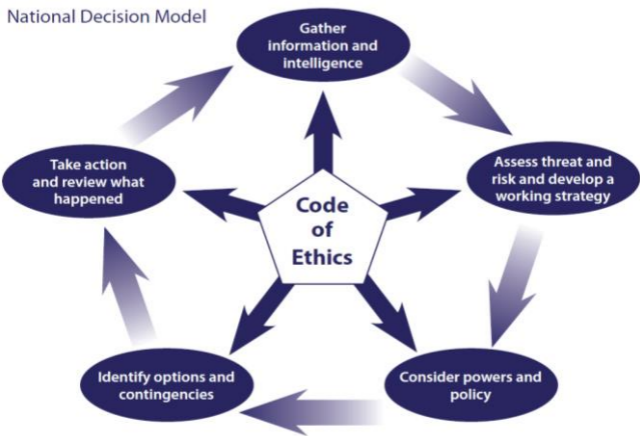 National Decision Model
Gather
information and
intelligence
Assess threat and
risk and develop a
working strategy
Take action
and review what
happened
Code
of
Ethics
Identify options and
contingencies
Consider powers and
policy